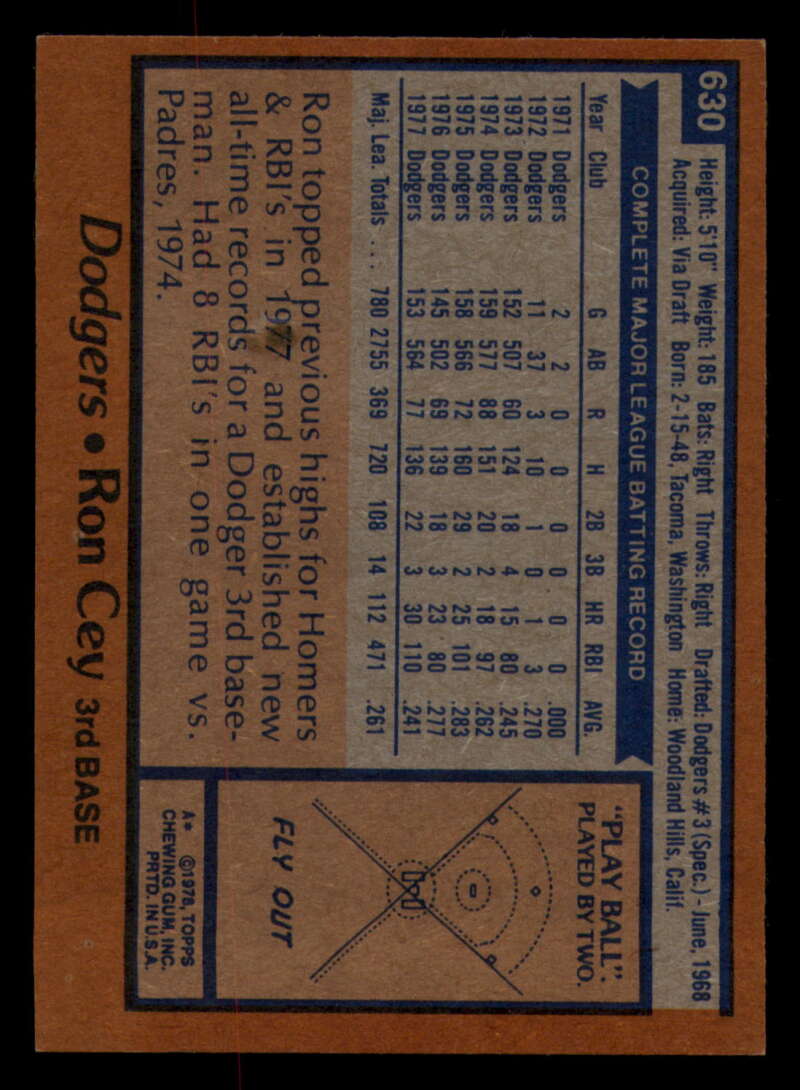 630
Height: 5'10" Weight: 185 Bats: Right Throws: Right Drafted: Dodgers #3 (Spec.) - June, 1968
Acquired: Via Draft Born: 2-15-48, Tacoma, Washington Home: Woodland Hills, Calif.
COMPLETE MAJOR LEAGUE BATTING RECORD
Year Club G AB R H 2B 3B HR RBI AVG.
1971 Dodgers 2 2 0 0 0 0 0 0 .000
1972 Dodgers 11 37 3 10 1 0 1 3 .270
1973 Dodgers 152 507 60 124 18 4 15 80 .245
1974 Dodgers 159 577 88 151 20 2 18 97 .262
1975 Dodgers 158 566 72 160 29 2 25 101 .283
1976 Dodgers 145 502 69 139 18 3 23 80 .277
1977 Dodgers 153 564 77 136 22 3 30 110 .241
Maj. Lea. Totals ... 780 2755 369 720 108 14 112 471 .261
Ron topped previous highs for Homers
& RBI's in 1977 and established new
all-time records for a Dodger 3rd base-
man. Had 8 RBI's in one game vs.
Padres, 1974.
"PLAY BALL":
PLAYED BY TWO.
FLY OUT
A* ©1978, TOPPS
CHEWING GUM, INC.
PRTD. IN U.S.A.
Dodgers • Ron Cey 3rd BASE